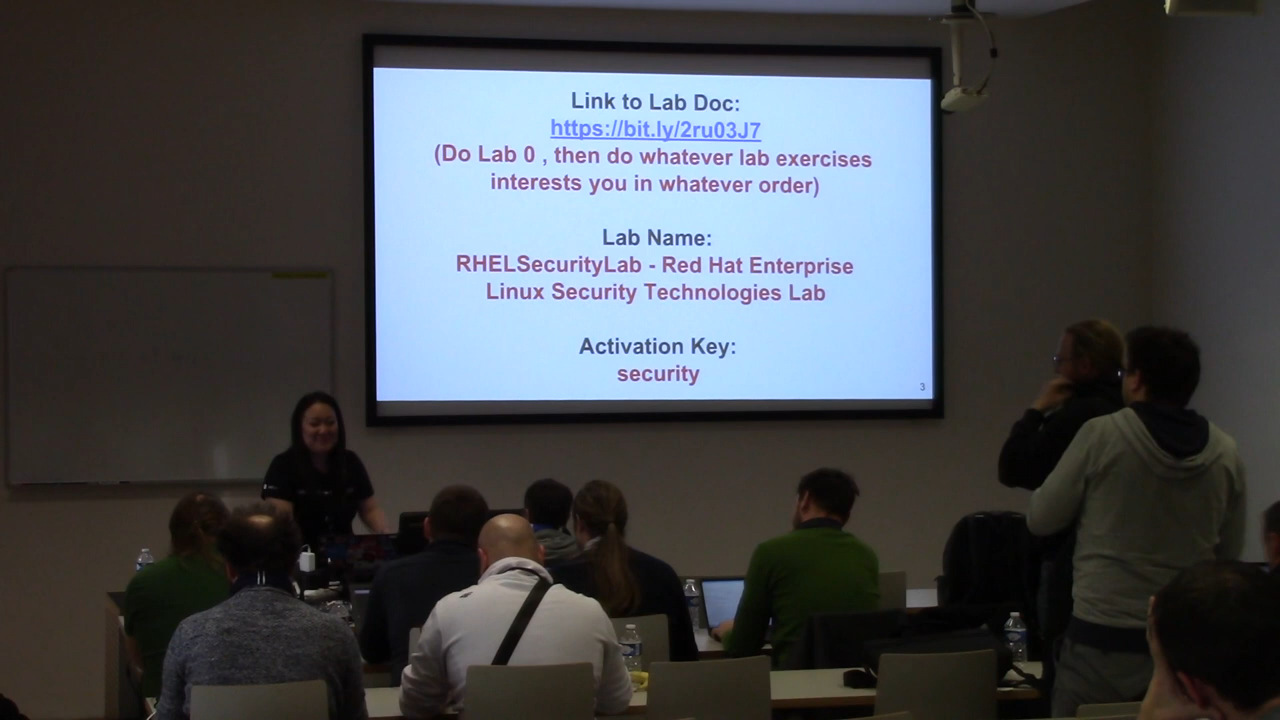 Link to Lab Doc:
https://bit.ly/2ru03J7
(Do Lab 0 , then do whatever lab exercises
interests you in whatever order)
Lab Name:
RHELSecurityLab - Red Hat Enterprise
Linux Security Technologies Lab
Activation Key:
security
3